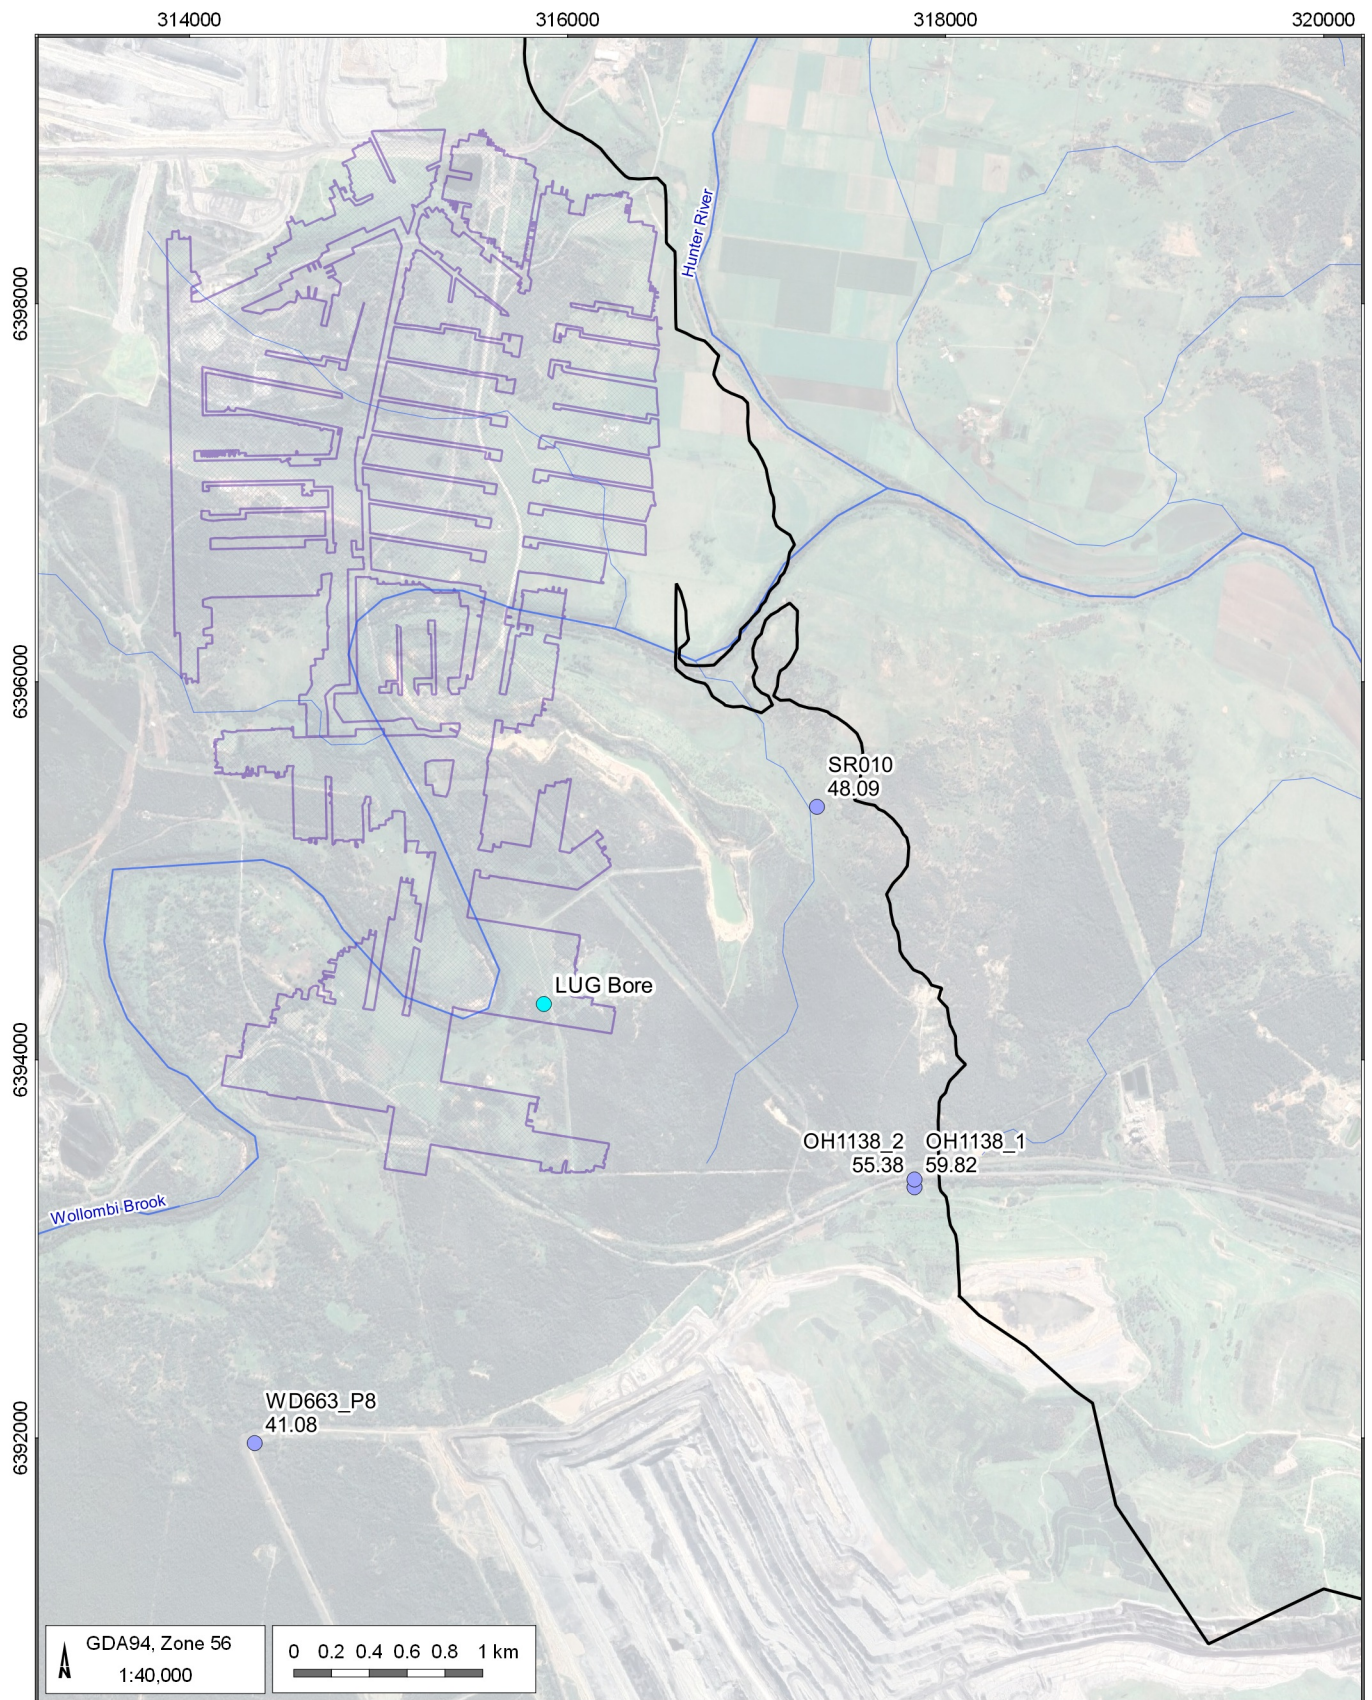 314000
316000
318000
320000
Hunter River
6398000
6396000
SR010
48.09
LUG Bore
6394000
OH1138_2
55.38
OH1138_1
59.82
Wollombi Brook
WD663_P8
41.08
6392000
GDA94, Zone 56
1:40,000
N
0 0.2 0.4 0.6 0.8 1 km